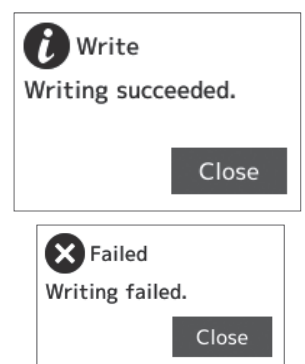 Write
Writing succeeded.
Close
Failed
Writing failed.
Close